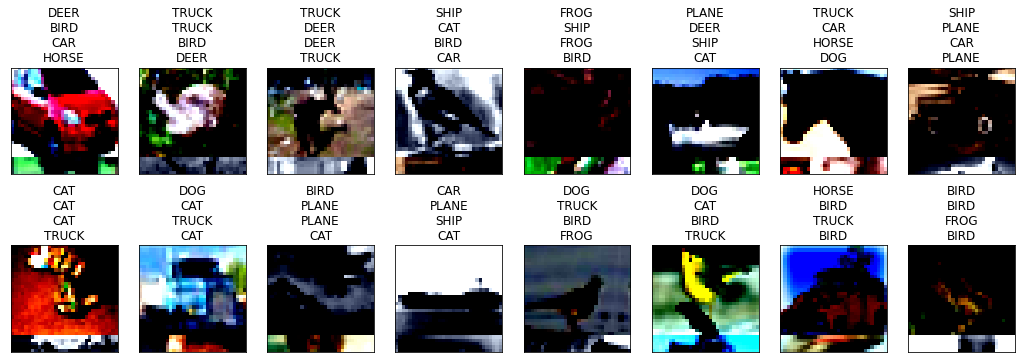 DEER TRUCK TRUCK SHIP FROG PLANE TRUCK SHIP
BIRD TRUCK DEER CAT SHIP DEER CAR PLANE
CAR BIRD DEER BIRD FROG SHIP HORSE CAR
HORSE DEER TRUCK CAR BIRD CAT DOG PLANE
CAT DOG BIRD CAR DOG DOG HORSE BIRD
CAT CAT PLANE PLANE TRUCK CAT BIRD BIRD
CAT TRUCK PLANE SHIP BIRD BIRD TRUCK FROG
TRUCK CAT CAT CAT FROG TRUCK BIRD BIRD